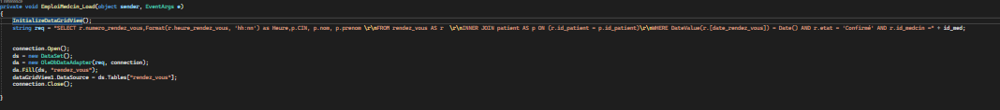 private void EmploiMedcin_Load(object sender, EventArgs e)
{
InitializeDataGridView();
string req = "SELECT r.numero_rendez_vous,Format(r.heure_rendez_vous, 'hh:nn') as Heure,p.CIN, p.nom, p.prenom \r\nFROM rendez_vous AS r  \r\nINNER JOIN patient AS p ON (r.id_patient = p.id_patient)\r\nWHERE DateValue(r.[date_rendez_vous]) = Date() AND r.etat = 'Confirmé' AND r.id_medcin =" + id_med;
connection.Open();
ds = new DataSet();
da = new OleDbDataAdapter(req, connection);
da.Fill(ds, "rendez_vous");
dataGridView1.DataSource = ds.Tables["rendez_vous"];
connection.Close();
}